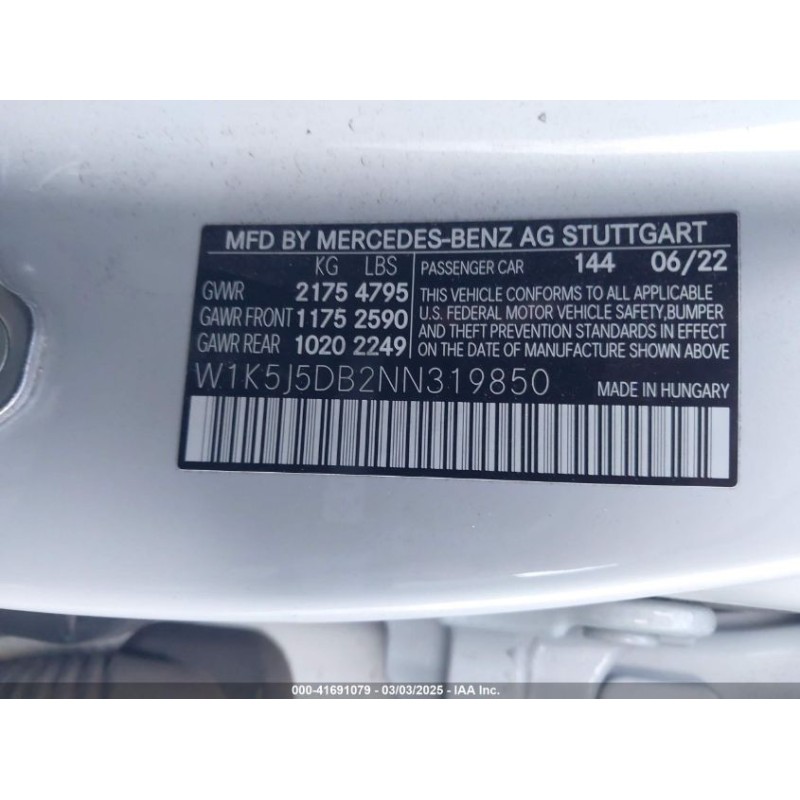 MFD BY MERCEDES-BENZ AG STUTTGART
KG LBS PASSENGER CAR 144 06/22
GVWR 2175 4795 THIS VEHICLE CONFORMS TO ALL APPLICABLE
U.S. FEDERAL MOTOR VEHICLE SAFETY,BUMPER
GAWR FRONT 1175 2590 AND THEFT PREVENTION STANDARDS IN EFFECT
GAWR REAR 1020 2249 ON THE DATE OF MANUFACTURE SHOWN ABOVE
W1K5J5DB2NN319850 MADE IN HUNGARY
000-41691079 - 03/03/2025 - IAA Inc.